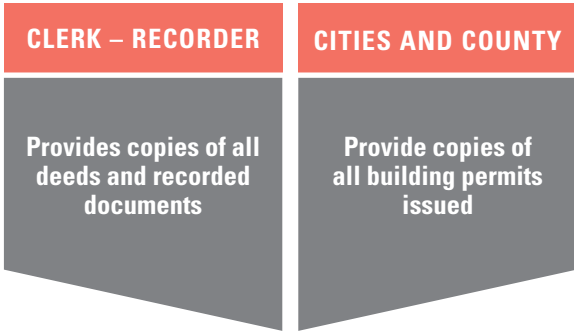 CLERK – RECORDER
Provides copies of all
deeds and recorded
documents
CITIES AND COUNTY
Provide copies of
all building permits
issued